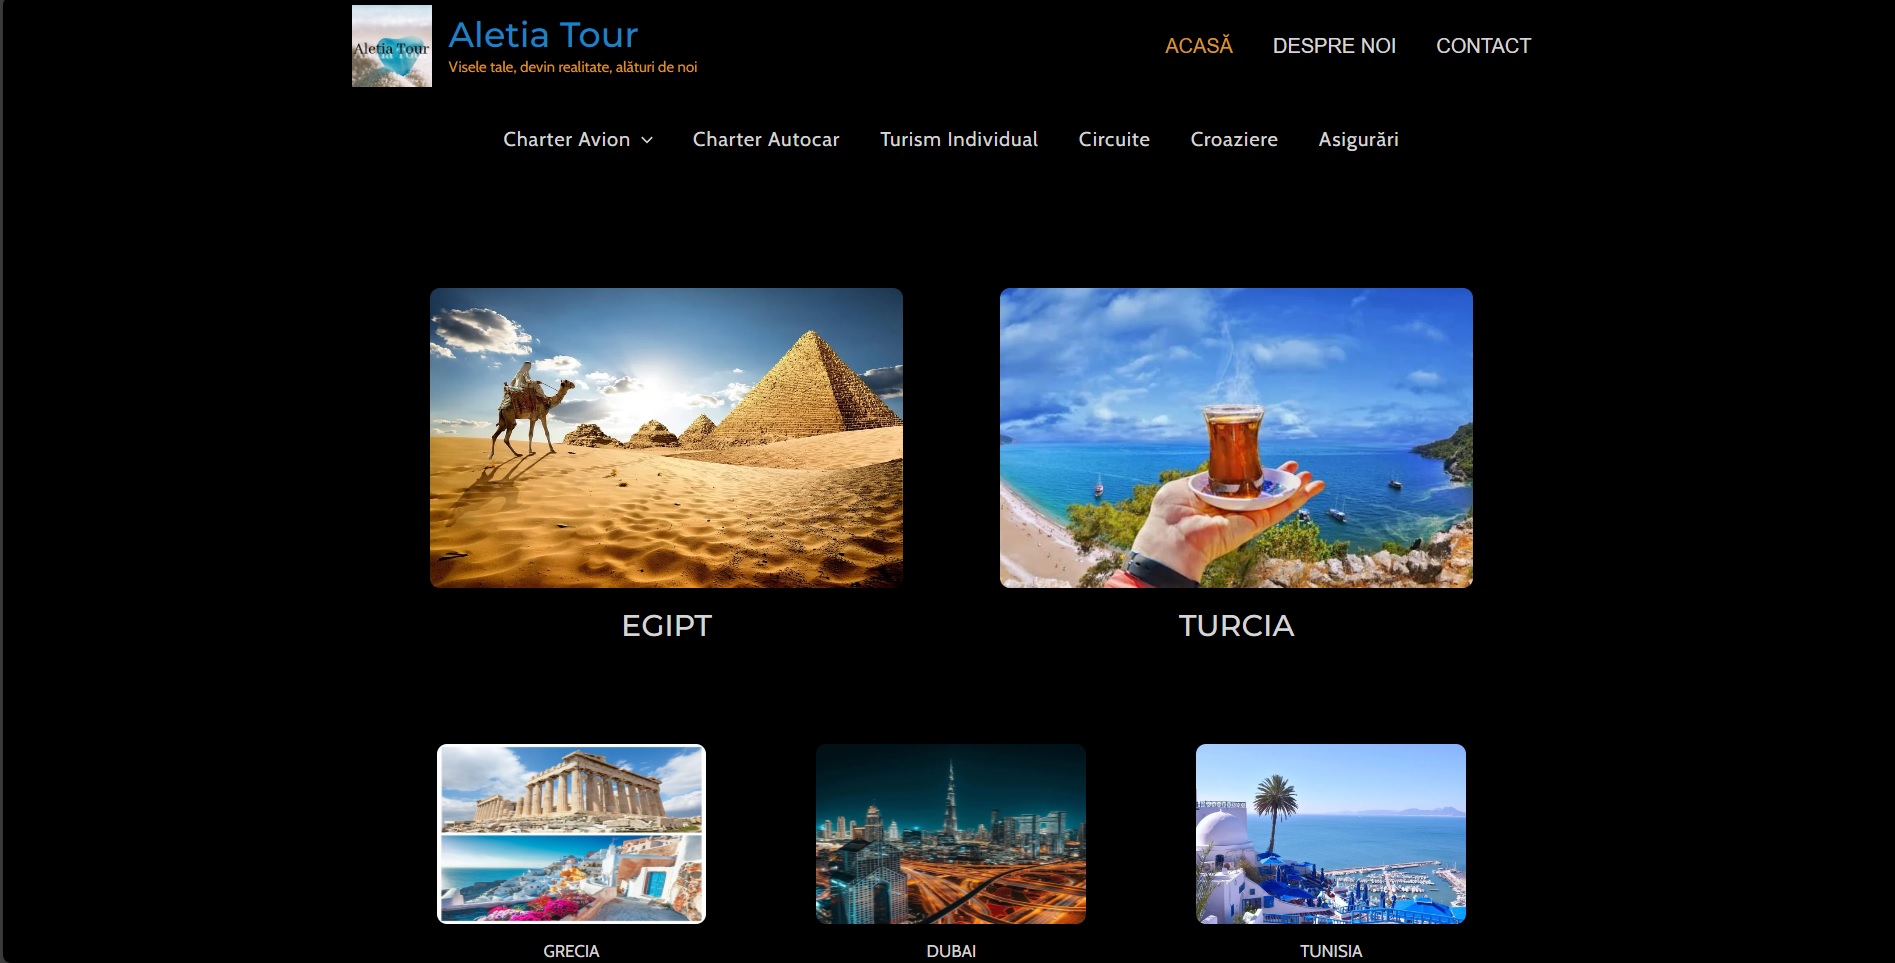 Aletia Tour
Aletia Tour
Visele tale, devin realitate, alături de noi
ACASĂ DESPRE NOI CONTACT
Charter Avion Charter Autocar Turism Individual Circuite Croaziere Asigurări
EGIPT TURCIA
GRECIA DUBAI TUNISIA